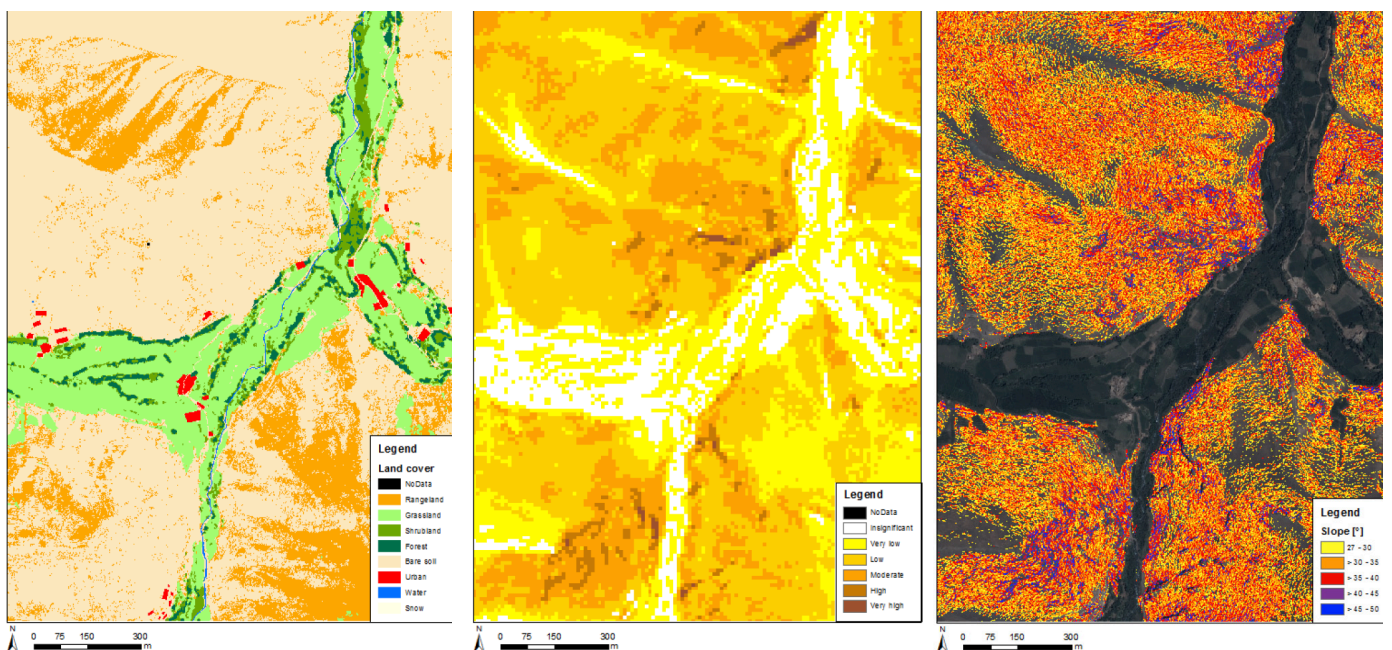 Legend
Land cover
NoData
Rangeland
Grassland
Shrubland
Forest
Bare soil
Urban
Water
Snow
N
0 75 150 300
m
Legend
NoData
Insignificant
Very low
Low
Moderate
High
Very high
N
0 75 150 300
m
Legend
Slope [°]
27 - 30
> 30 - 35
> 35 - 40
> 40 - 45
> 45 - 50
N
0 75 150 300
m